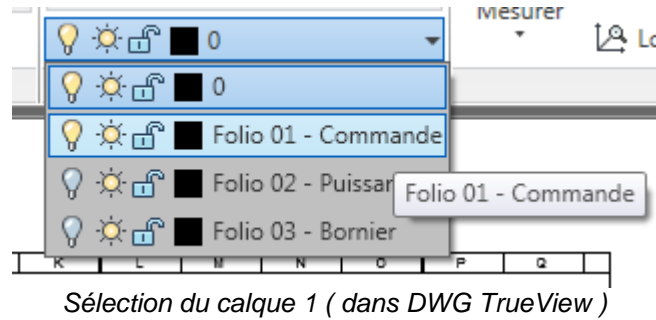 Mesurer
0
Lo
0
Folio 01 - Commande
Folio 02 - Puissan
Folio 01 - Commande
Folio 03 - Bornier
K L M N O P Q
Sélection du calque 1 ( dans DWG TrueView )